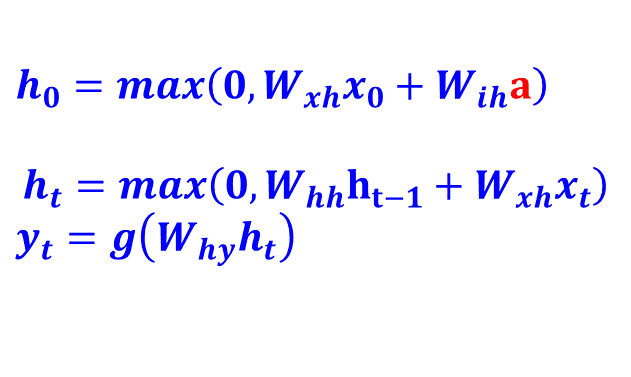 h₀ = max(0, Wₓₕx₀ + Wᵢₕa)
hₜ = max(0, Wₕₕhₜ₋₁ + Wₓₕxₜ)
yₜ = g(Wₕᵧhₜ)